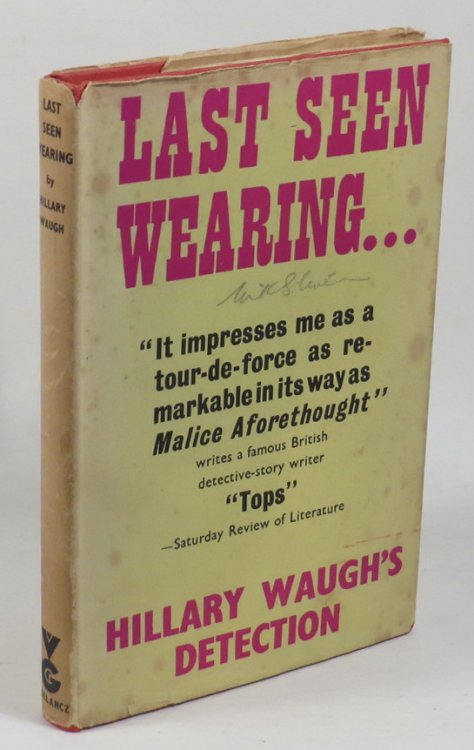 LAST SEEN
WEARING...
"It impresses me as a
tour-de-force as re-
markable in its way as
Malice Aforethought"
writes a famous British
detective-story writer
"Tops"
—Saturday Review of Literature
HILLARY WAUGH'S
DETECTION
LAST
SEEN
WEARING
by
HILLARY
WAUGH
VG